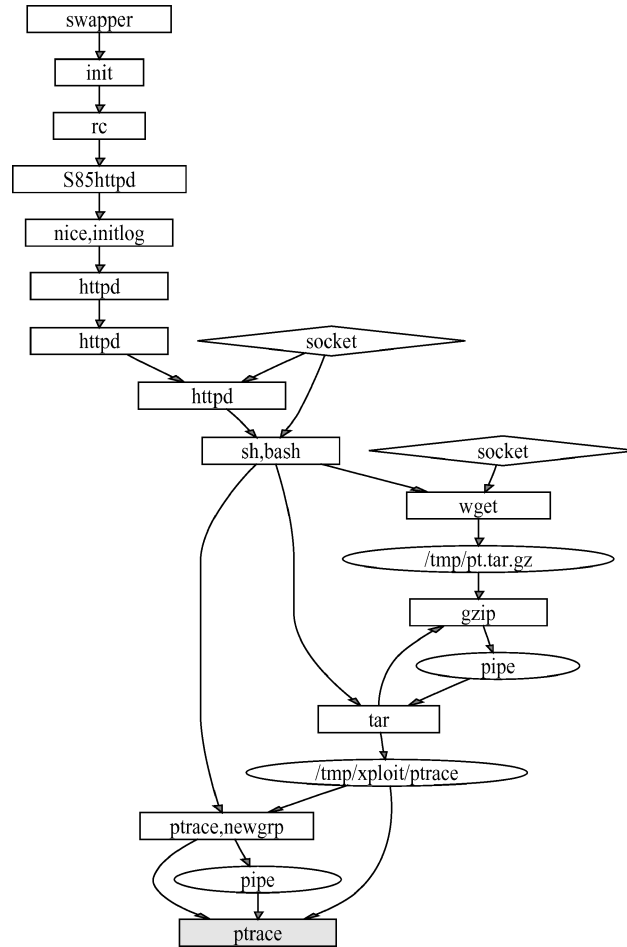 swapper
init
rc
S85httpd
nice,initlog
httpd
httpd
socket
httpd
sh,bash
socket
wget
/tmp/pt.tar.gz
gzip
pipe
tar
/tmp/xploit/ptrace
ptrace,newgrp
pipe
ptrace